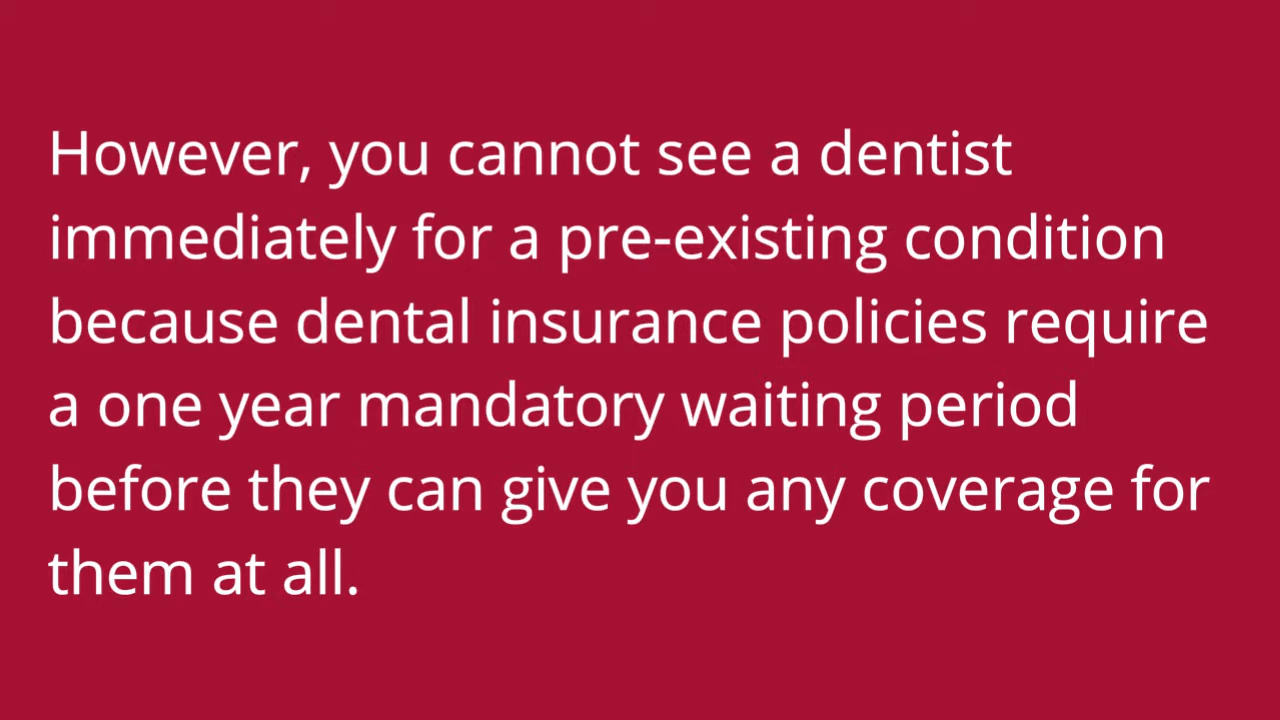 However, you cannot see a dentist
immediately for a pre-existing condition
because dental insurance policies require
a one year mandatory waiting period
before they can give you any coverage for
them at all.